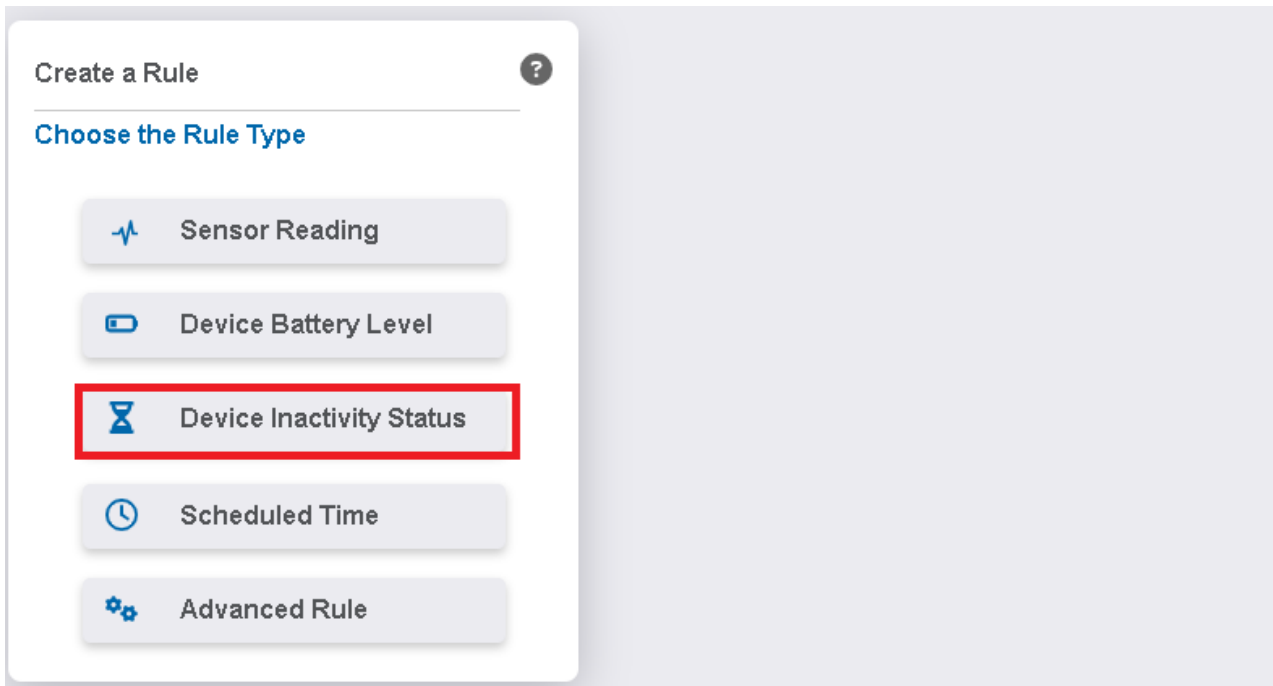 Create a Rule
?
Choose the Rule Type
Sensor Reading
Device Battery Level
Device Inactivity Status
Scheduled Time
Advanced Rule